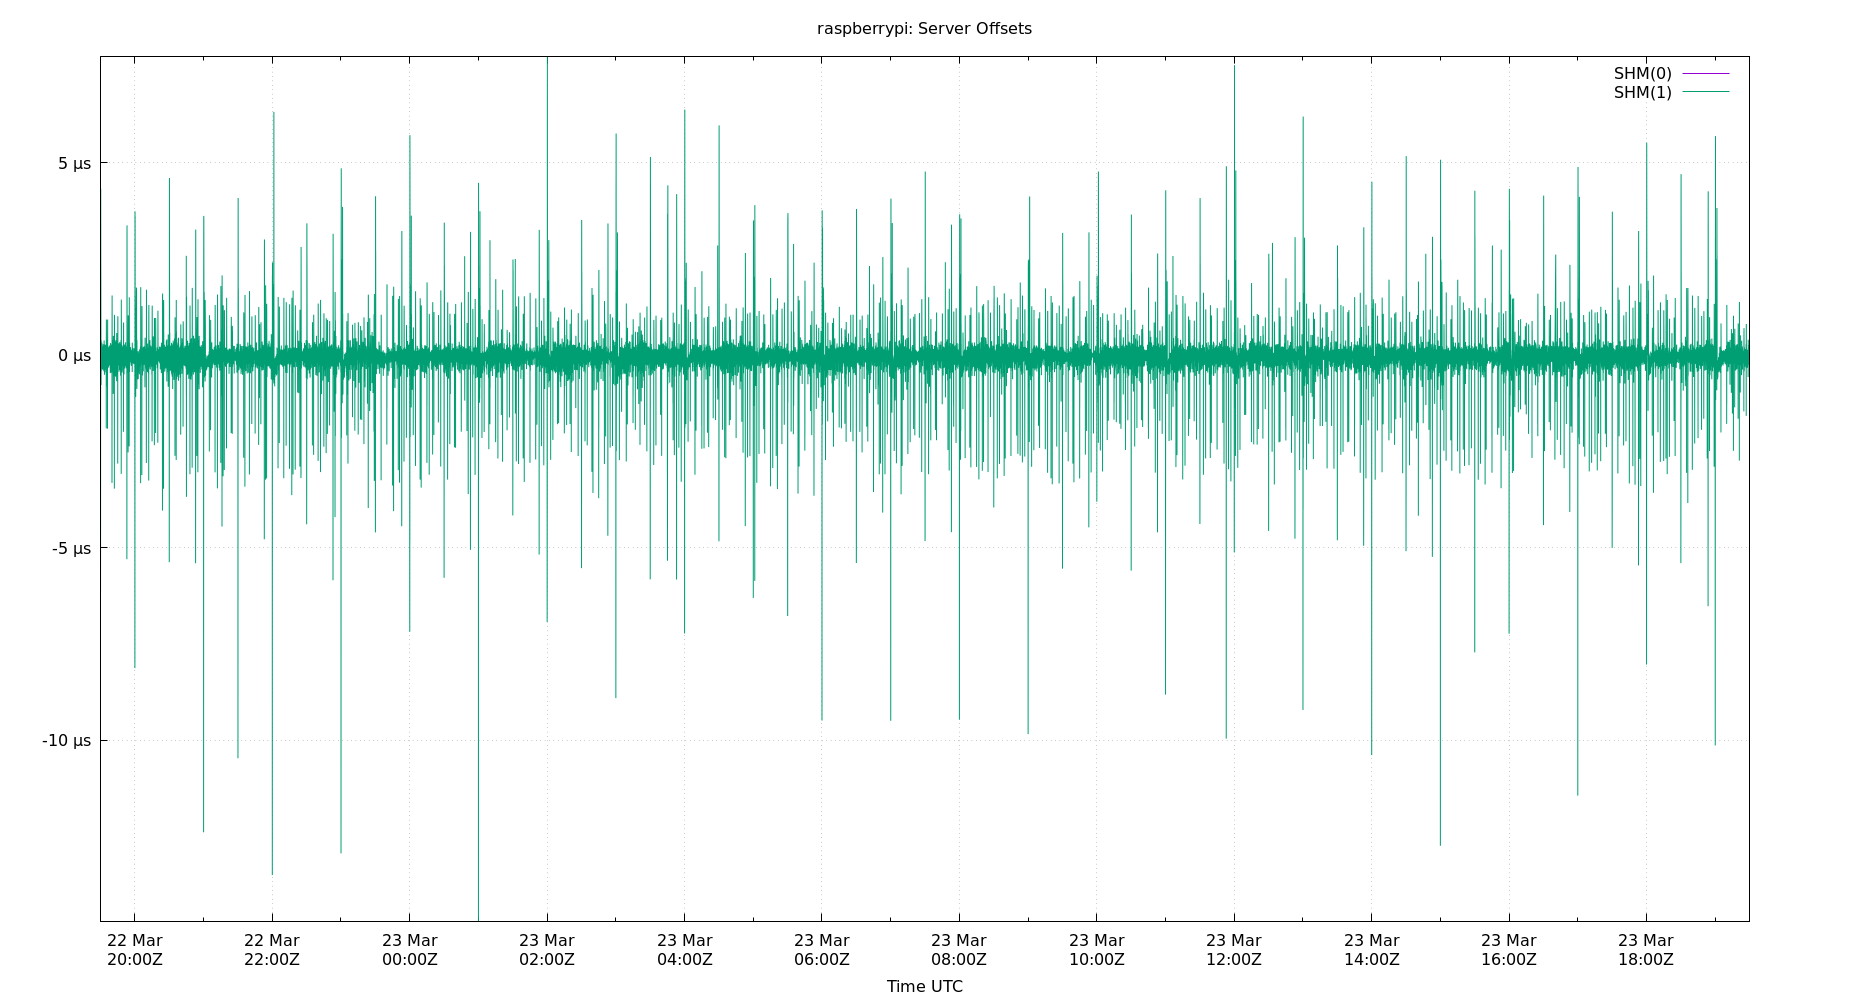 raspberrypi: Server Offsets
SHM(0)
SHM(1)
5 µs
0 µs
-5 µs
-10 µs
22 Mar 22 Mar 23 Mar 23 Mar 23 Mar 23 Mar 23 Mar 23 Mar 23 Mar 23 Mar 23 Mar 23 Mar
20:00Z 22:00Z 00:00Z 02:00Z 04:00Z 06:00Z 08:00Z 10:00Z 12:00Z 14:00Z 16:00Z 18:00Z
Time UTC